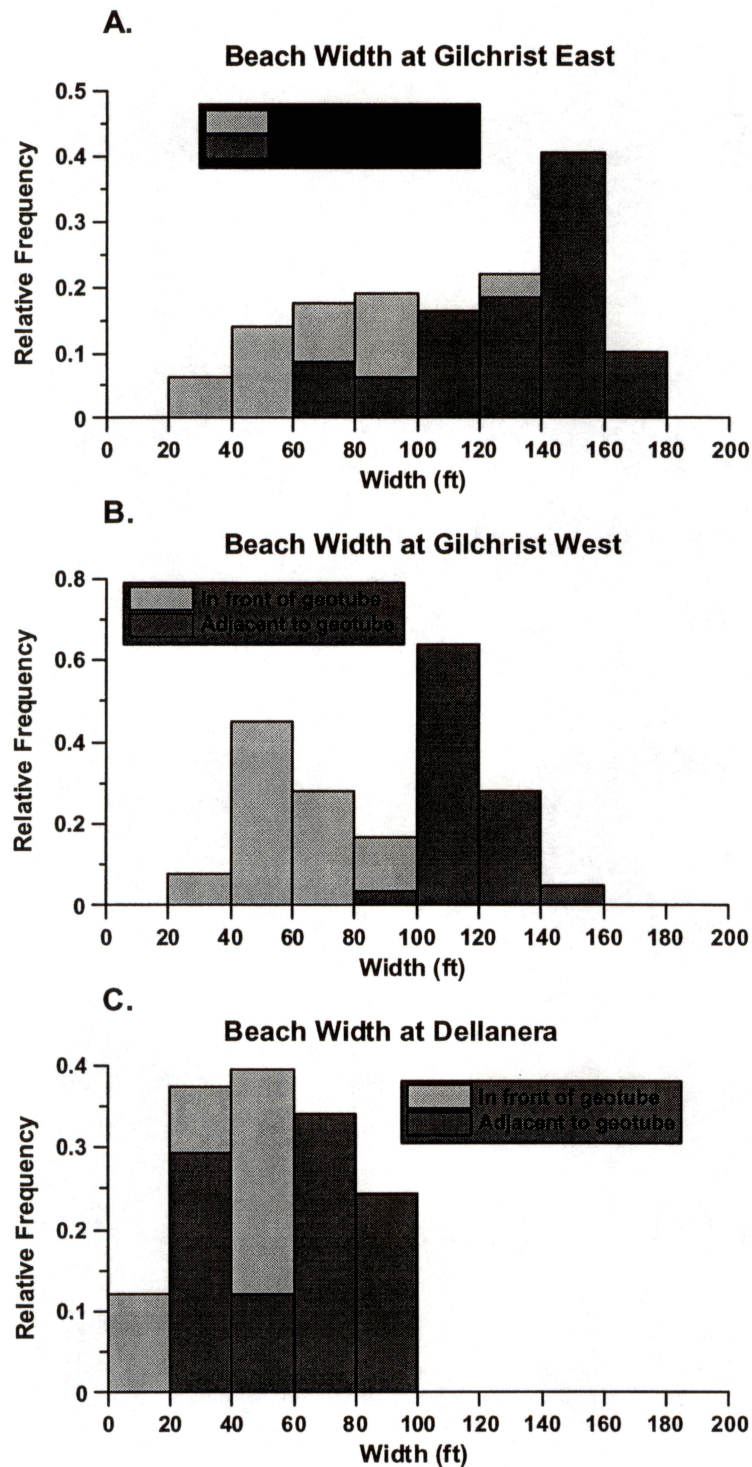 A.
Beach Width at Gilchrist East
0.5
0.4
0.3
0.2
0.1
0
Relative Frequency
0 20 40 60 80 100 120 140 160 180 200
Width (ft)
B.
Beach Width at Gilchrist West
In front of geotube
Adjacent to geotube
0.8
0.6
0.4
0.2
0
Relative Frequency
0 20 40 60 80 100 120 140 160 180 200
Width (ft)
C.
Beach Width at Dellanera
In front of geotube
Adjacent to geotube
0.4
0.3
0.2
0.1
0
Relative Frequency
0 20 40 60 80 100 120 140 160 180 200
Width (ft)